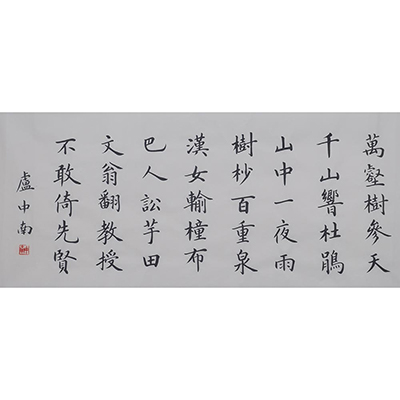 萬壑樹參天
千山響杜鵑
山中一夜雨
樹杪百重泉
漢女輸橦布
巴人訟芋田
文翁翻教授
不敢倚先賢
盧中南